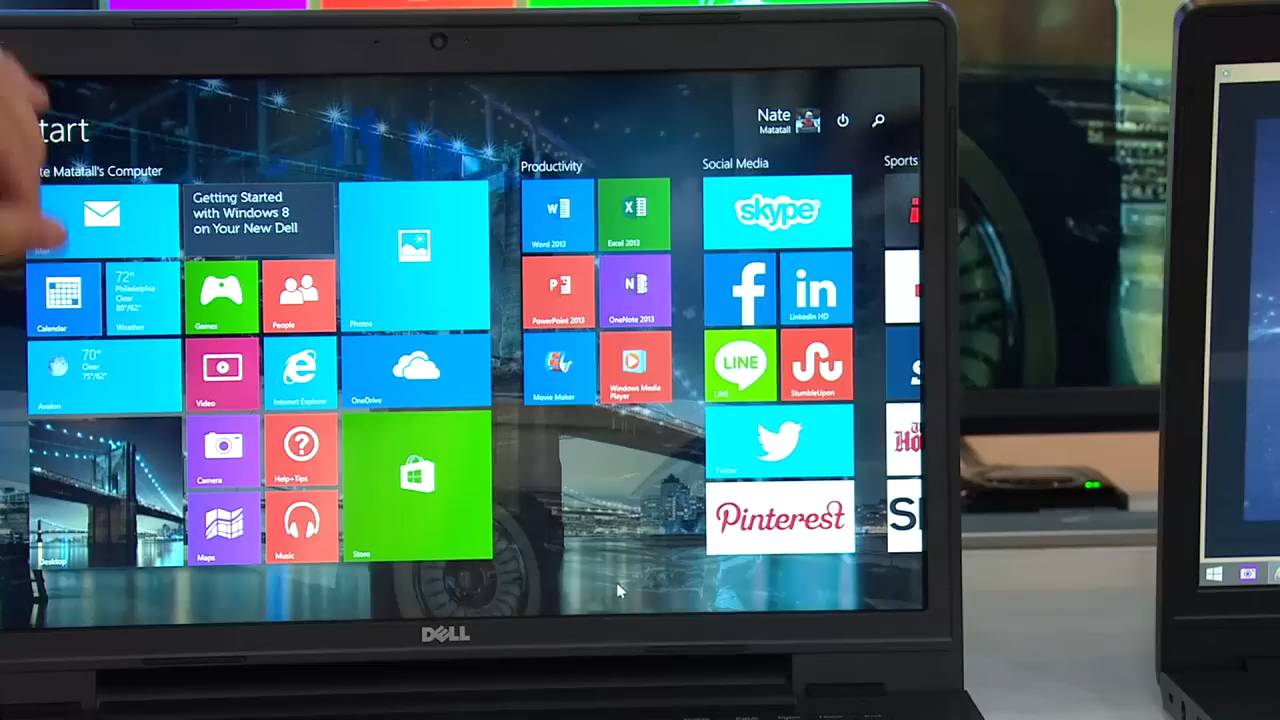 tart
Nate
Matatall
te Matatall's Computer
Productivity
Social Media
Sports
Mail
Getting Started
with Windows 8
on Your New Dell
Photos
Word 2013
Excel 2013
skype
Calendar
72°
Philadelphia
Clear
80°/62°
Weather
Games
People
PowerPoint 2013
OneNote 2013
LinkedIn HD
70°
Clear
75°/62°
Avalon
Video
Internet Explorer
OneDrive
Movie Maker
Windows Media
Player
LINE
LINE
StumbleUpon
Camera
Help+Tips
Twitter
Desktop
Maps
Music
Store
Pinterest
DELL